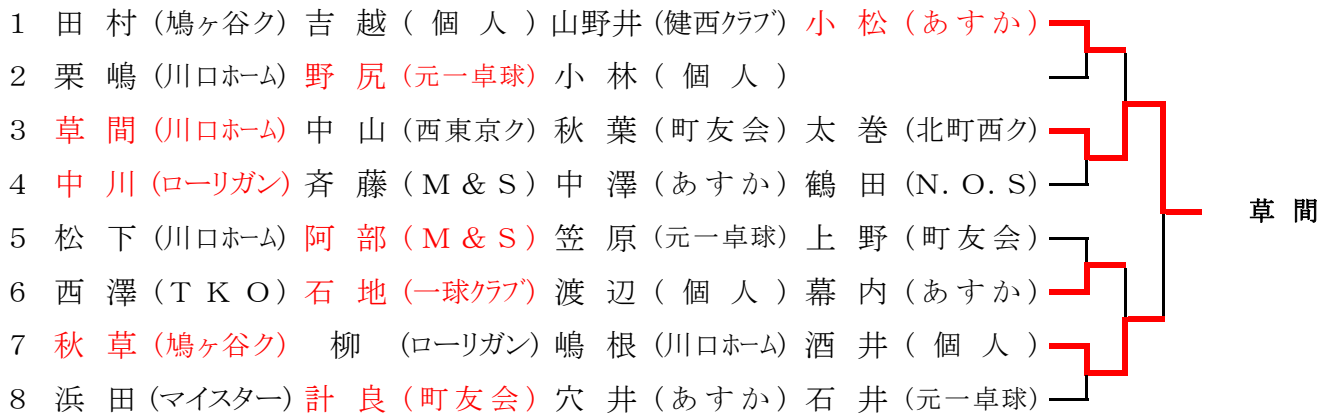 1 田村 (鳩ヶ谷ク) 吉越 (個人) 山野井 (健西クラブ) 小松 (あすか)
2 栗嶋 (川口ホーム) 野尻 (元一卓球) 小林 (個人)
3 草間 (川口ホーム) 中山 (西東京ク) 秋葉 (町友会) 太巻 (北町西ク)
4 中川 (ローリガン) 斉藤 (M&S) 中澤 (あすか) 鶴田 (N.O.S)
草間
5 松下 (川口ホーム) 阿部 (M&S) 笠原 (元一卓球) 上野 (町友会)
6 西澤 (TKO) 石地 (一球クラブ) 渡辺 (個人) 幕内 (あすか)
7 秋草 (鳩ヶ谷ク) 柳 (ローリガン) 嶋根 (川口ホーム) 酒井 (個人)
8 浜田 (マイスター) 計良 (町友会) 穴井 (あすか) 石井 (元一卓球)